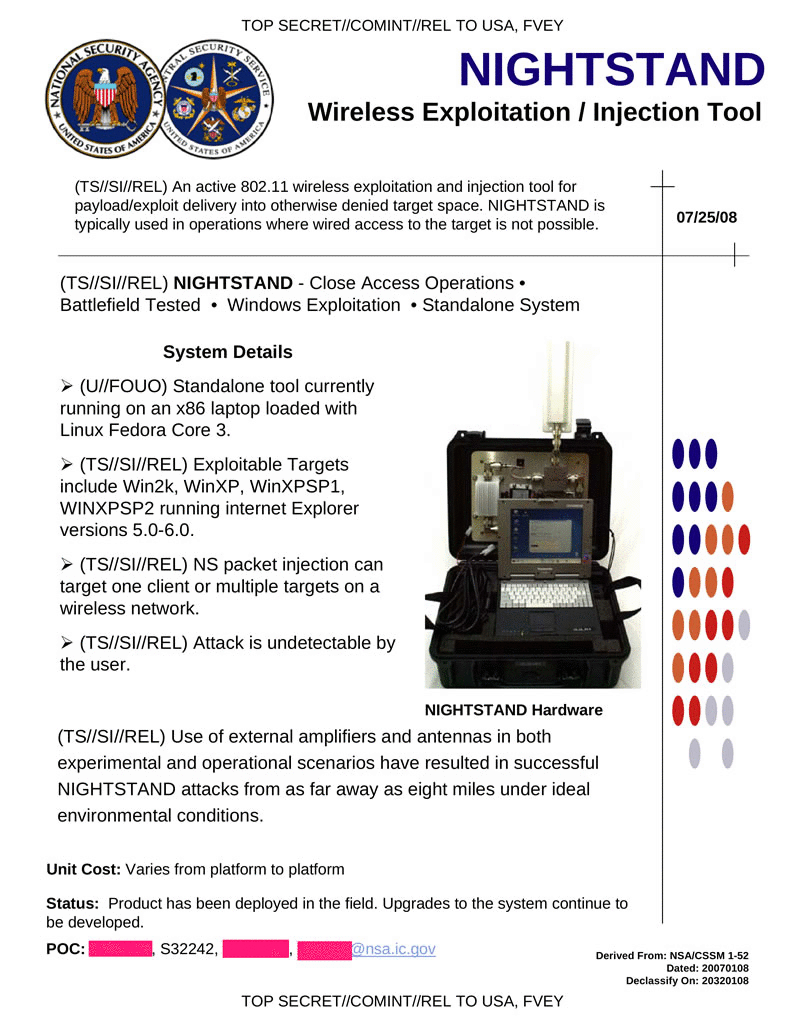 TOP SECRET//COMINT//REL TO USA, FVEY
NATIONAL SECURITY AGENCY
UNITED STATES OF AMERICA
TRAL SECURITY SERVICE
UNITED STATES OF AMERICA
NIGHTSTAND
Wireless Exploitation / Injection Tool
(TS//SI//REL) An active 802.11 wireless exploitation and injection tool for
payload/exploit delivery into otherwise denied target space. NIGHTSTAND is
typically used in operations where wired access to the target is not possible.
07/25/08
(TS//SI//REL) NIGHTSTAND - Close Access Operations •
Battlefield Tested • Windows Exploitation • Standalone System
System Details
➢ (U//FOUO) Standalone tool currently
running on an x86 laptop loaded with
Linux Fedora Core 3.
➢ (TS//SI//REL) Exploitable Targets
include Win2k, WinXP, WinXPSP1,
WINXPSP2 running internet Explorer
versions 5.0-6.0.
➢ (TS//SI//REL) NS packet injection can
target one client or multiple targets on a
wireless network.
➢ (TS//SI//REL) Attack is undetectable by
the user.
NIGHTSTAND Hardware
(TS//SI//REL) Use of external amplifiers and antennas in both
experimental and operational scenarios have resulted in successful
NIGHTSTAND attacks from as far away as eight miles under ideal
environmental conditions.
Unit Cost: Varies from platform to platform
Status: Product has been deployed in the field. Upgrades to the system continue to
be developed.
POC: , S32242, , @nsa.ic.gov
Derived From: NSA/CSSM 1-52
Dated: 20070108
Declassify On: 20320108
TOP SECRET//COMINT//REL TO USA, FVEY